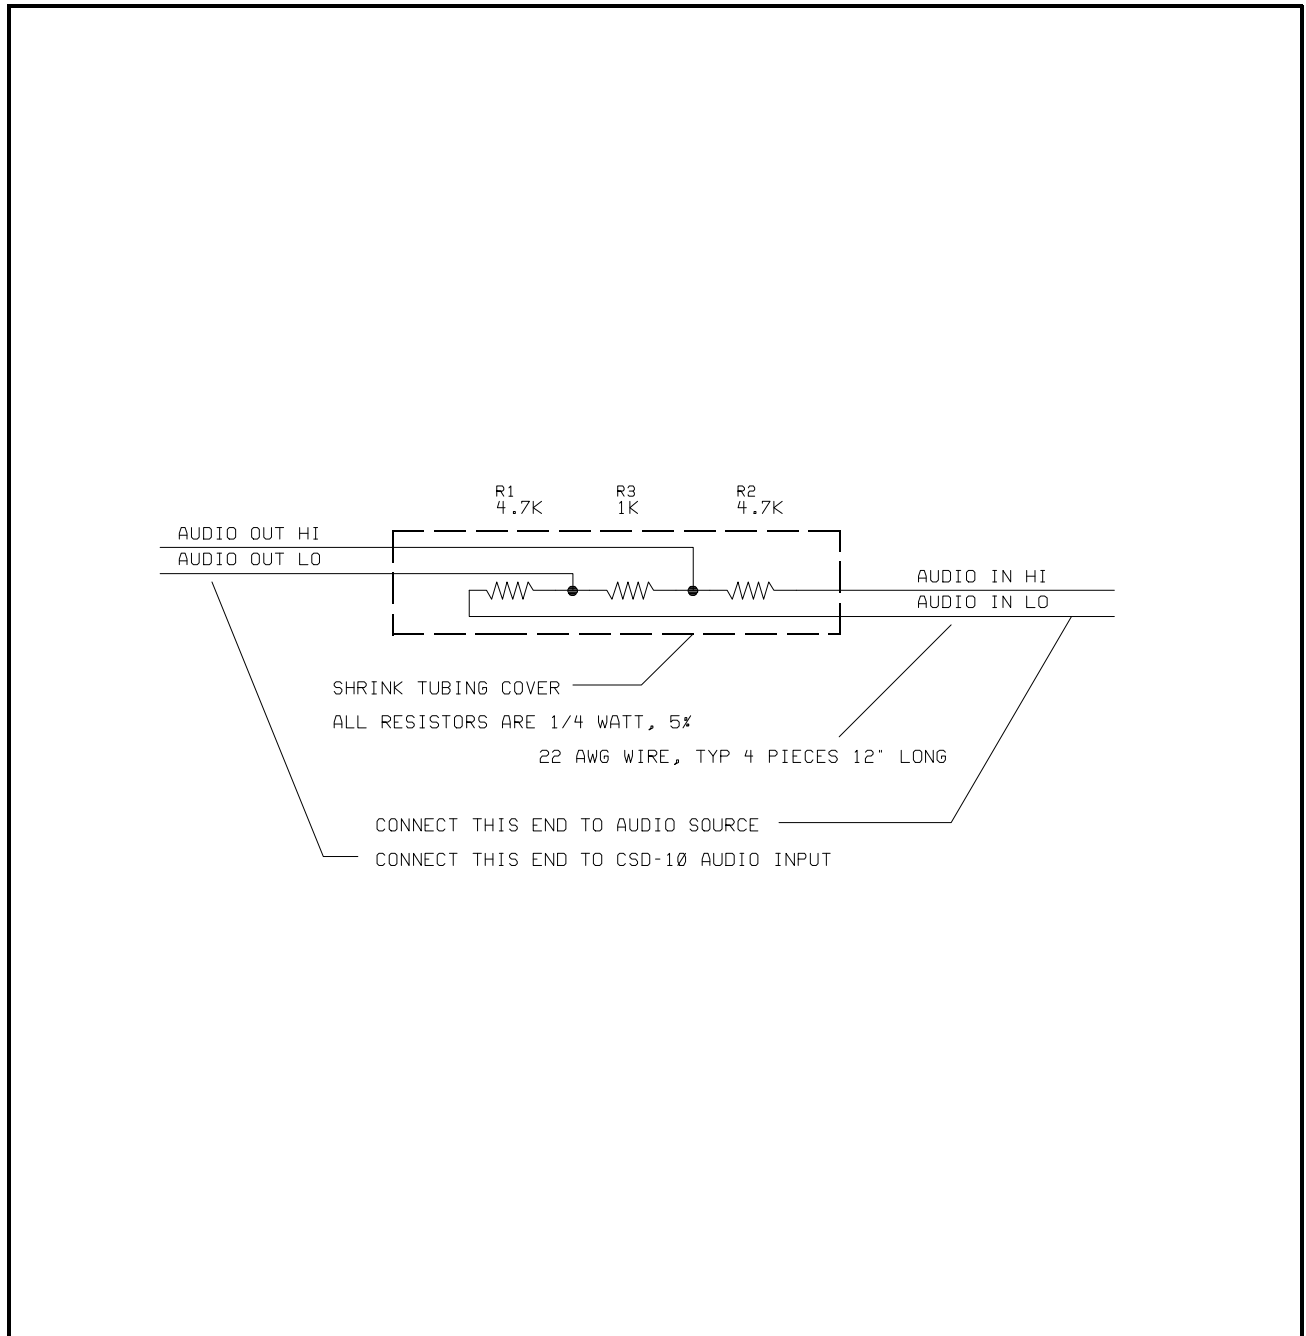 R1 R3 R2
4.7K 1K 4.7K
AUDIO OUT HI
AUDIO OUT LO
AUDIO IN HI
AUDIO IN LO
SHRINK TUBING COVER
ALL RESISTORS ARE 1/4 WATT, 5%
22 AWG WIRE, TYP 4 PIECES 12" LONG
CONNECT THIS END TO AUDIO SOURCE
CONNECT THIS END TO CSD-10 AUDIO INPUT